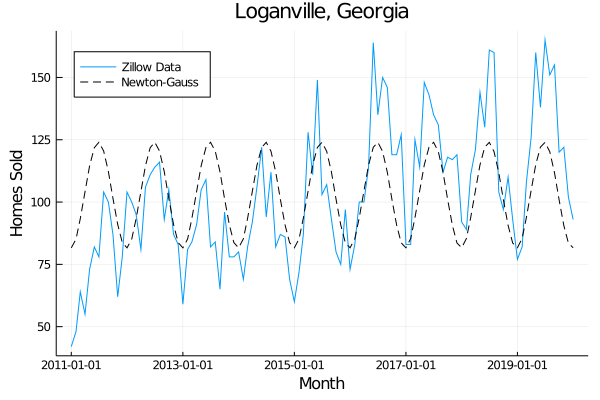 Loganville, Georgia
Zillow Data
Newton-Gauss
Homes Sold
150
125
100
75
50
2011-01-01 2013-01-01 2015-01-01 2017-01-01 2019-01-01
Month